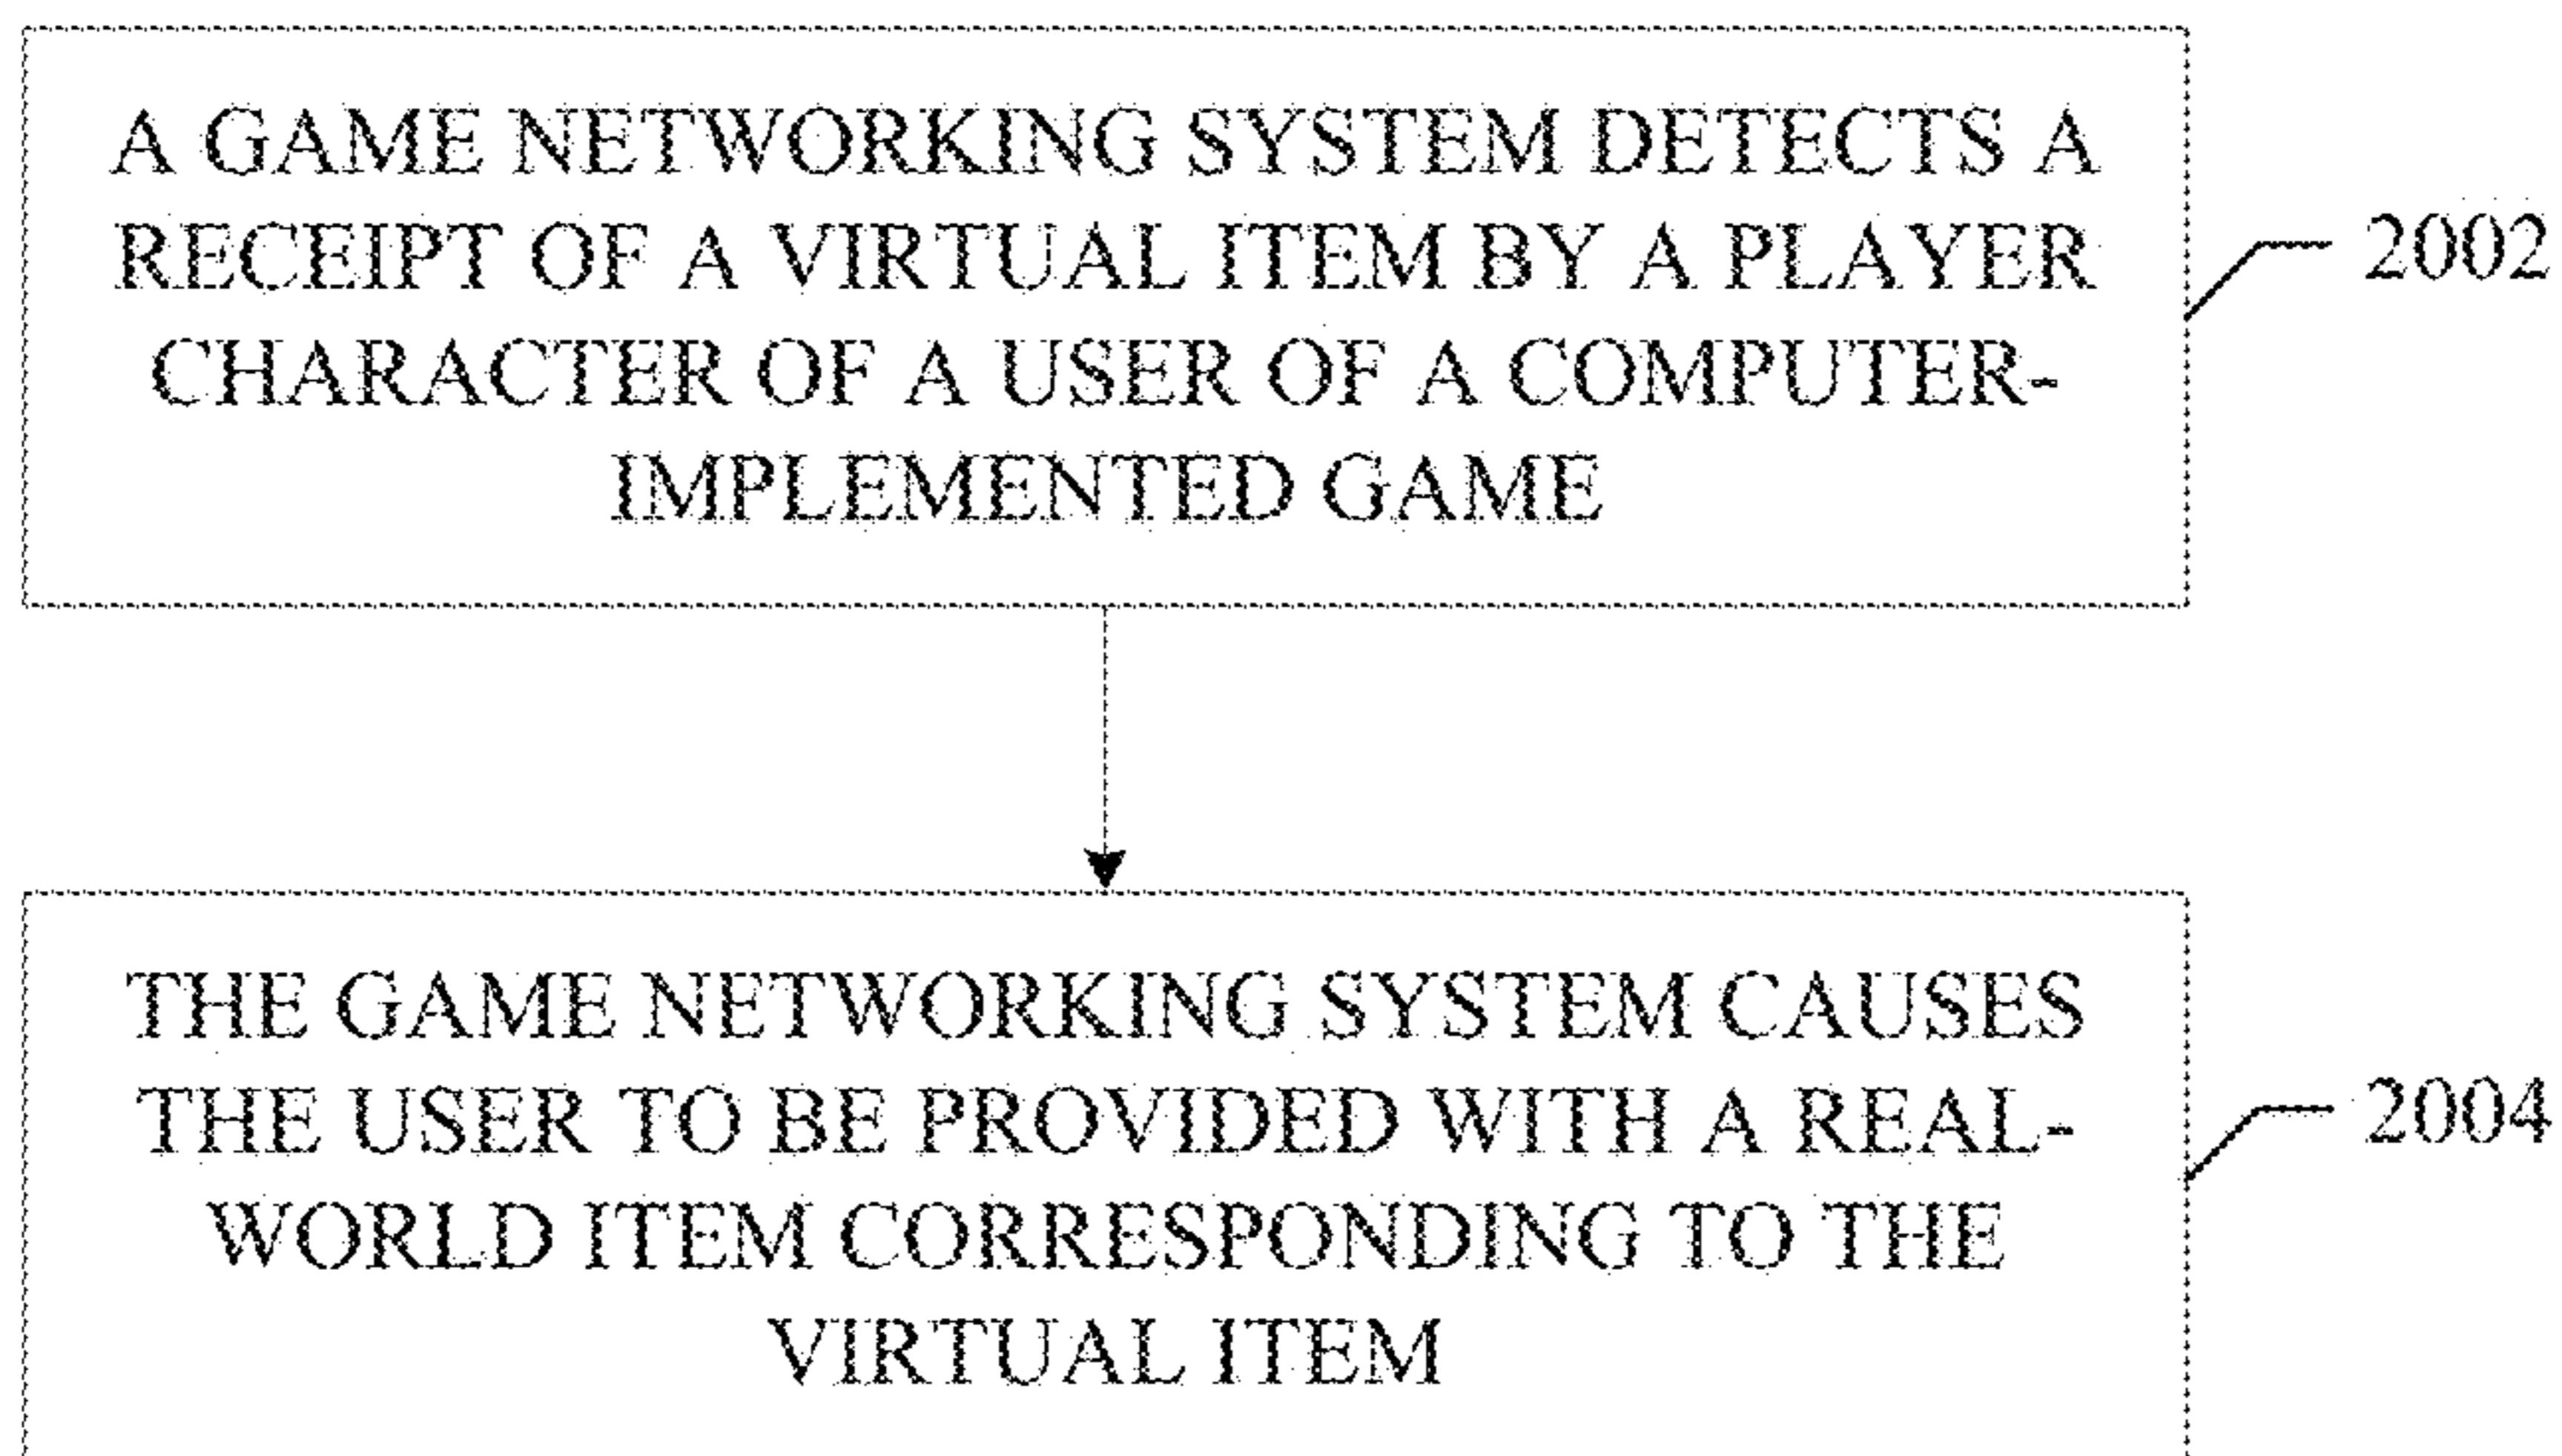 A GAME NETWORKING SYSTEM DETECTS A
RECEIPT OF A VIRTUAL ITEM BY A PLAYER
CHARACTER OF A USER OF A COMPUTER-
IMPLEMENTED GAME
2002
THE GAME NETWORKING SYSTEM CAUSES
THE USER TO BE PROVIDED WITH A REAL-
WORLD ITEM CORRESPONDING TO THE
VIRTUAL ITEM
2004